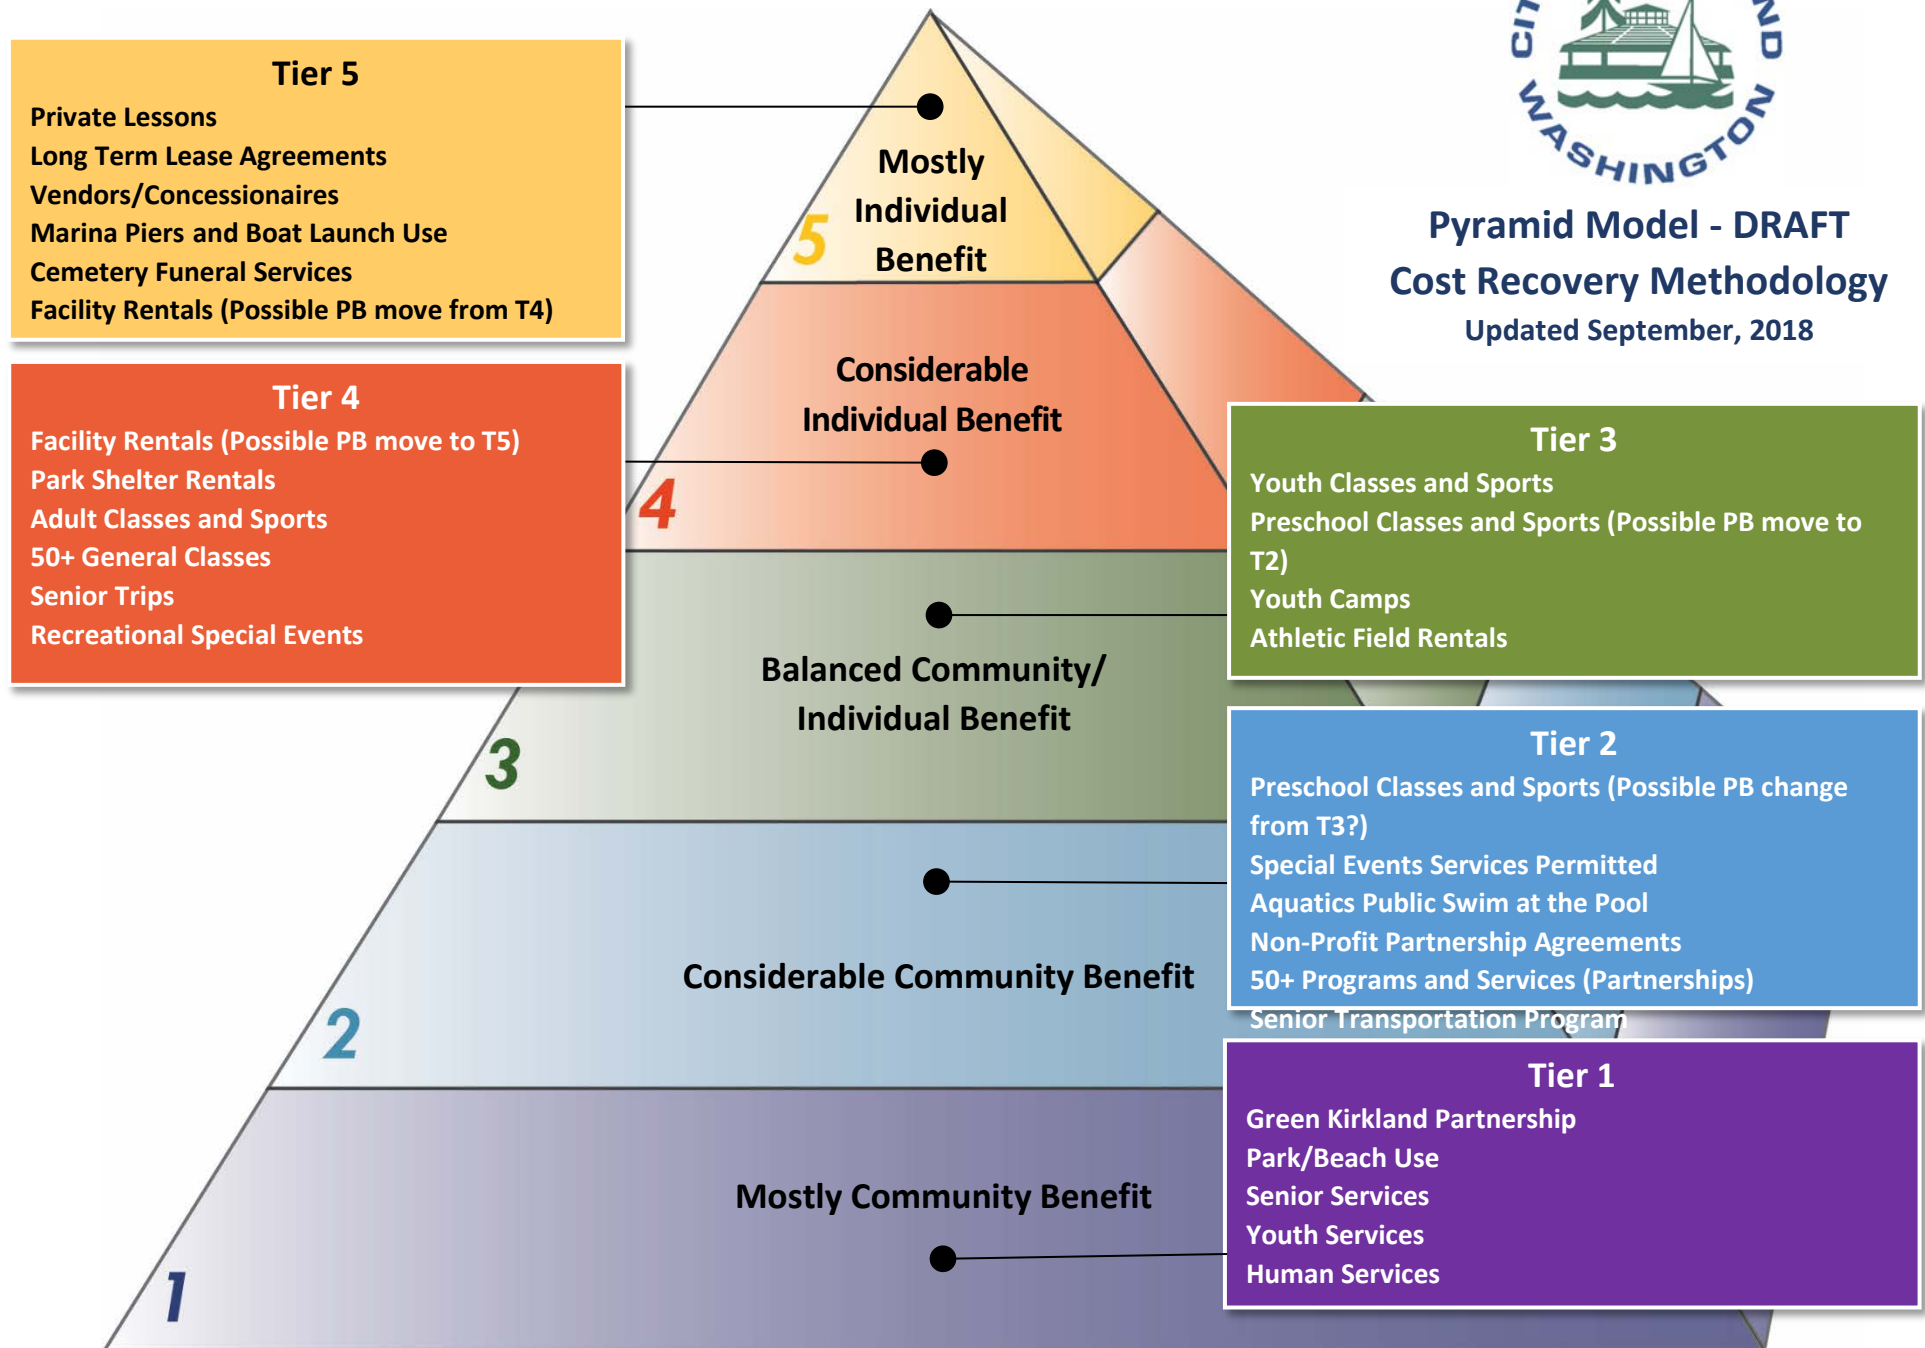 CIT
ND
WASHINGTON
Pyramid Model - DRAFT
Cost Recovery Methodology
Updated September, 2018
Tier 5
Private Lessons
Long Term Lease Agreements
Vendors/Concessionaires
Marina Piers and Boat Launch Use
Cemetery Funeral Services
Facility Rentals (Possible PB move from T4)
Mostly
Individual
Benefit
5
Tier 4
Facility Rentals (Possible PB move to T5)
Park Shelter Rentals
Adult Classes and Sports
50+ General Classes
Senior Trips
Recreational Special Events
Considerable
Individual Benefit
4
Tier 3
Youth Classes and Sports
Preschool Classes and Sports (Possible PB move to
T2)
Youth Camps
Athletic Field Rentals
Balanced Community/
Individual Benefit
3
Tier 2
Preschool Classes and Sports (Possible PB change
from T3?)
Special Events Services Permitted
Aquatics Public Swim at the Pool
Non-Profit Partnership Agreements
50+ Programs and Services (Partnerships)
Senior Transportation Program
Considerable Community Benefit
2
Tier 1
Green Kirkland Partnership
Park/Beach Use
Senior Services
Youth Services
Human Services
Mostly Community Benefit
1